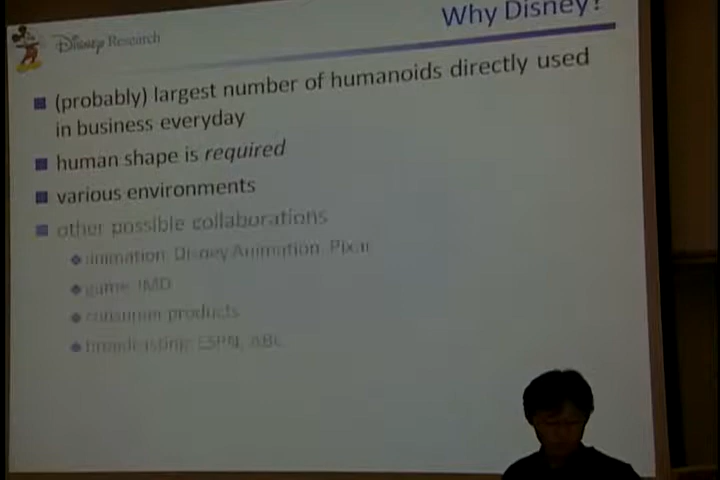 Why Disney?
Disney Research
(probably) largest number of humanoids directly used
in business everyday
human shape is required
various environments
other possible collaborations
animation: Disney Animation, Pixar
game: IMD
consumer products
broadcasting: ESPN, ABC